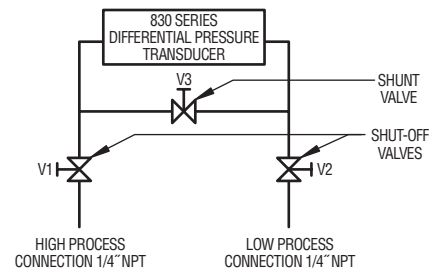 830 SERIES
DIFFERENTIAL PRESSURE
TRANSDUCER
V3
SHUNT
VALVE
SHUT-OFF
VALVES
V1
V2
HIGH PROCESS
CONNECTION 1/4˝ NPT
LOW PROCESS
CONNECTION 1/4˝ NPT